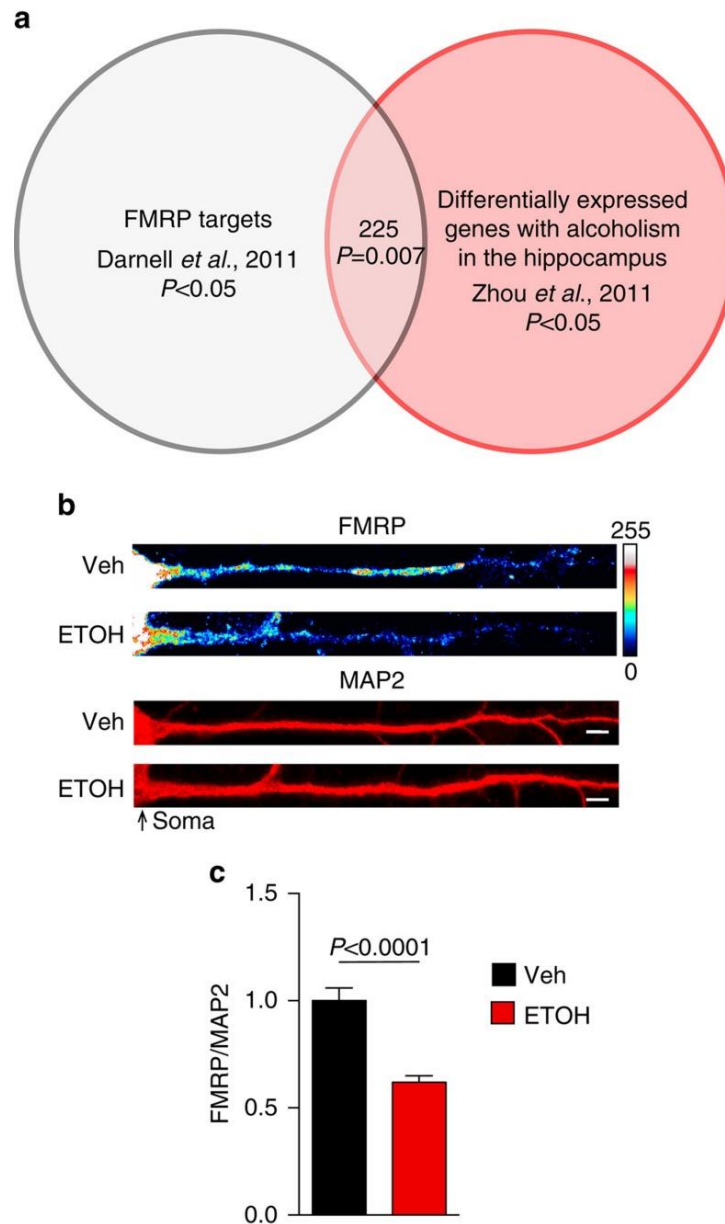 a
FMRP targets
Darnell et al., 2011
P<0.05
225
P=0.007
Differentially expressed
genes with alcoholism
in the hippocampus
Zhou et al., 2011
P<0.05
b
FMRP
255
Veh
ETOH
0
MAP2
Veh
ETOH
↑ Soma
c
1.5
1.0
0.5
0.0
FMRP/MAP2
P<0.0001
Veh
ETOH